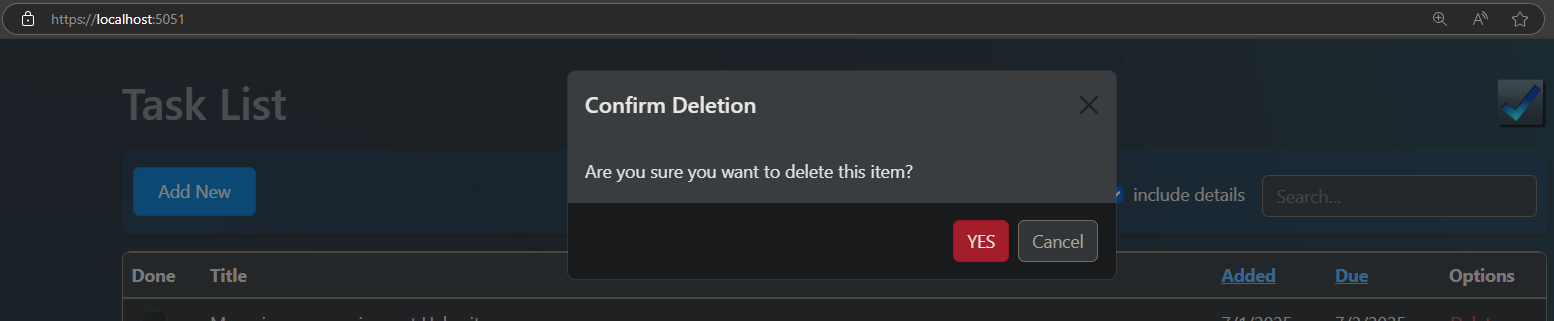 https://localhost:5051
Task List
Confirm Deletion
Are you sure you want to delete this item?
Add New
include details
Search...
YES
Cancel
Done Title Added Due Options